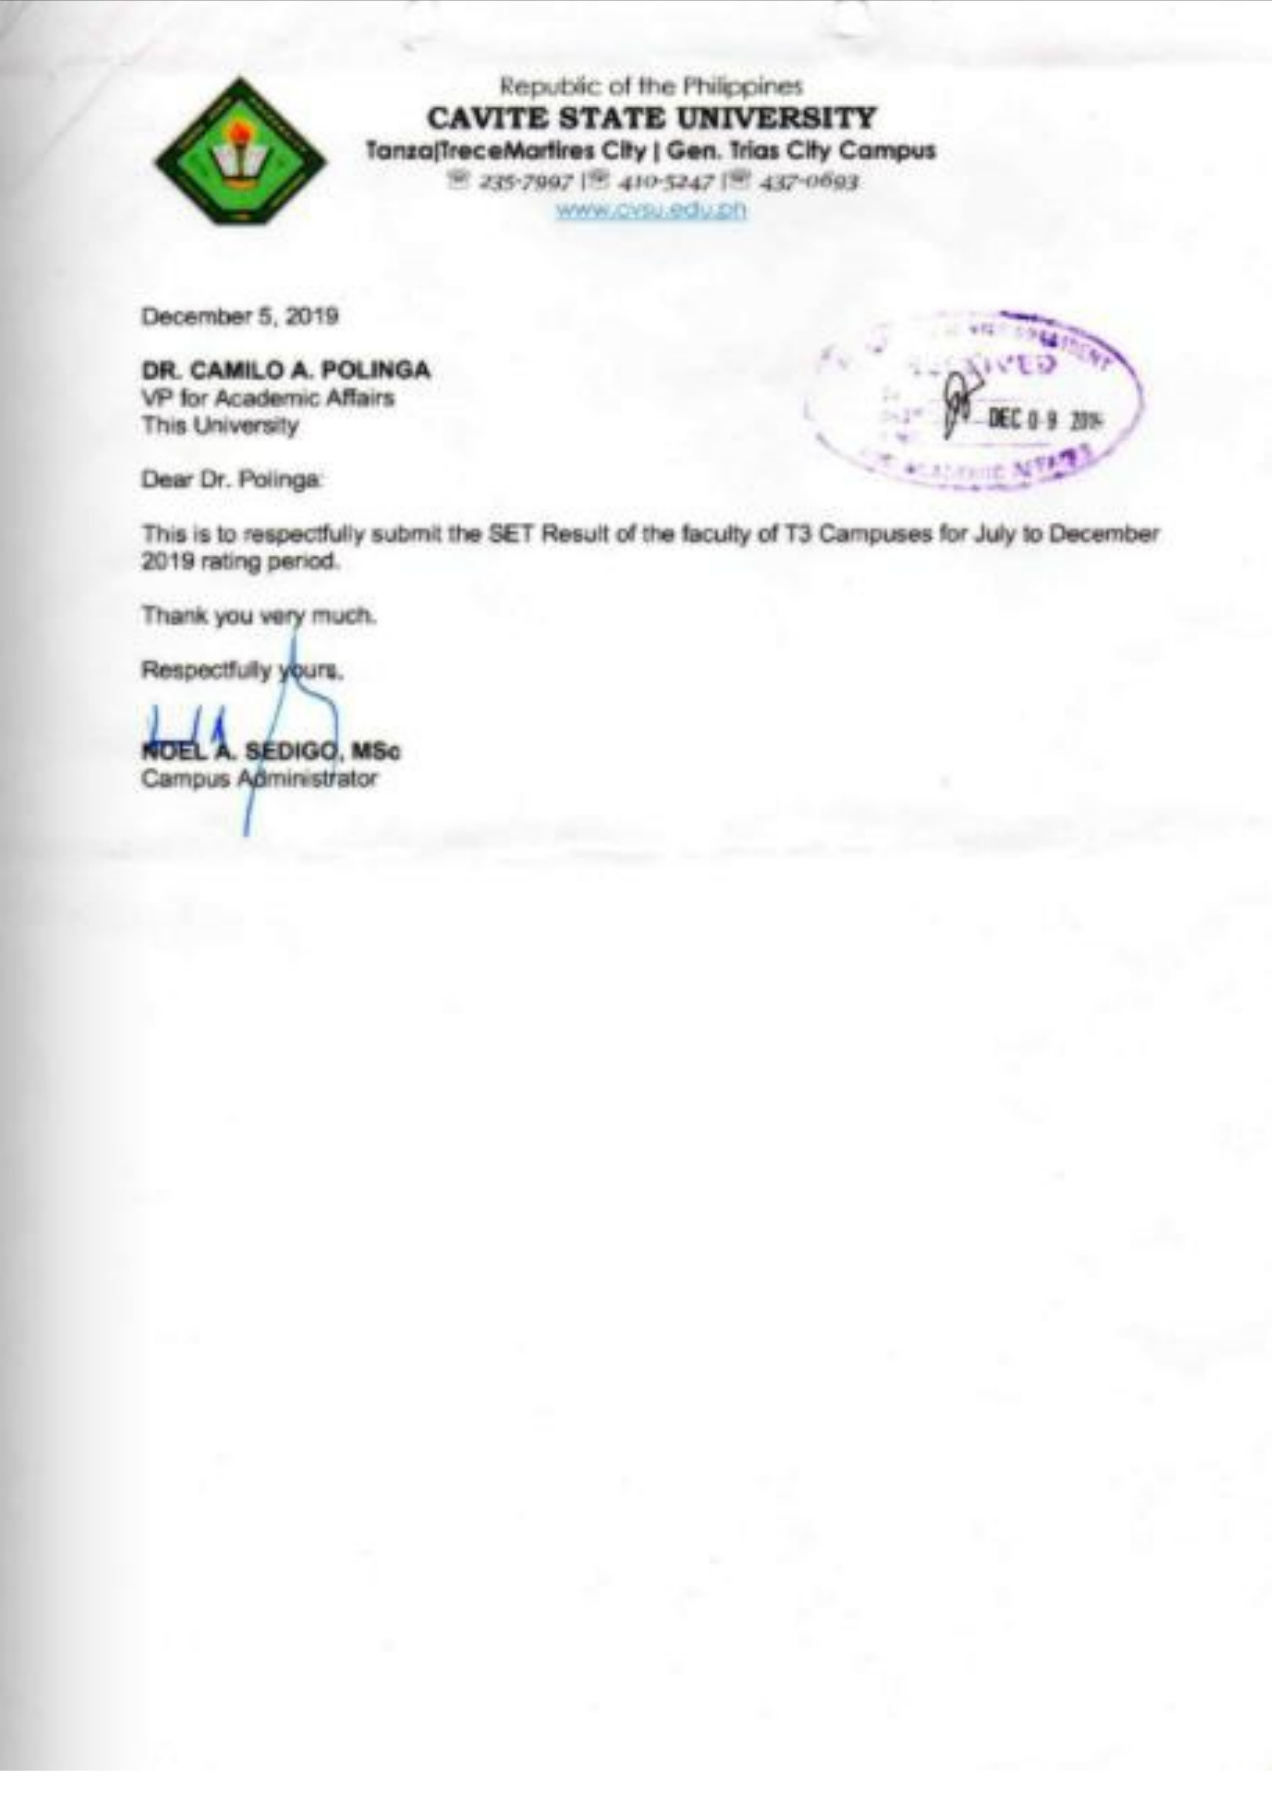 Republic of the Philippines
CAVITE STATE UNIVERSITY
Tanza|TreceMartires City | Gen. Trias City Campus
☏ 235-7997 |☏ 410-5247 |☏ 437-0693
www.cvsu.edu.ph
December 5, 2019
VICE PRESIDENT
RECEIVED
DEC 0 9 2019
ACADEMIC AFFAIRS
DR. CAMILO A. POLINGA
VP for Academic Affairs
This University
Dear Dr. Polinga:
This is to respectfully submit the SET Result of the faculty of T3 Campuses for July to December
2019 rating period.
Thank you very much.
Respectfully yours,
NOEL A. SEDIGO, MSc
Campus Administrator